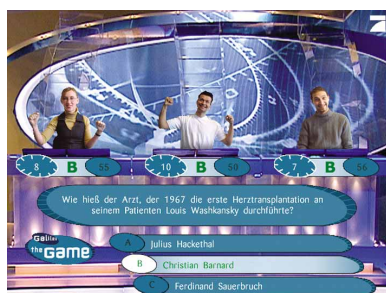 8 B 55
10 B 50
7 B 56
Wie hieß der Arzt, der 1967 die erste Herztransplantation an
seinem Patienten Louis Washkansky durchführte?
Galileo
the GAME
A Julius Hackethal
B Christian Barnard
C Ferdinand Sauerbruch